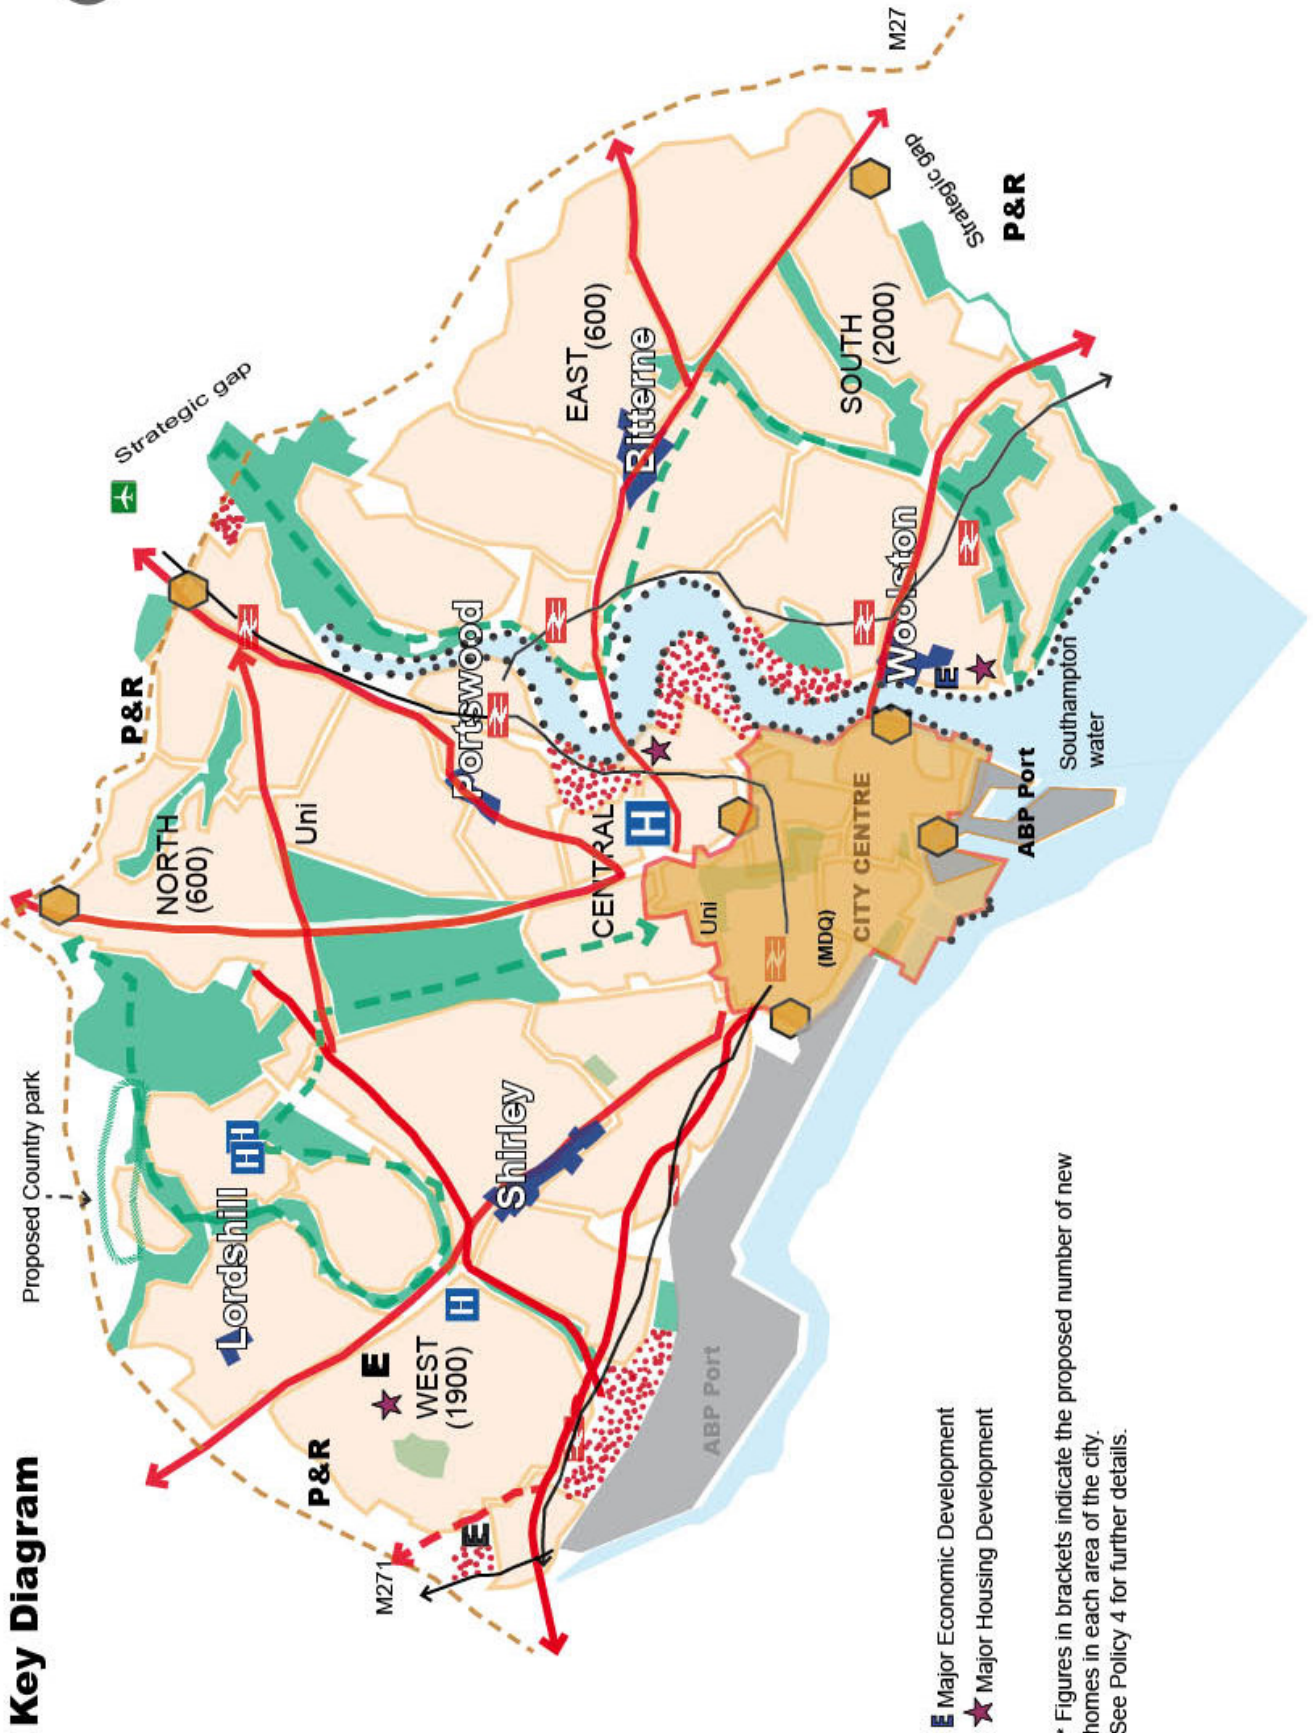 Key Diagram
Proposed Country park
M27
Strategic gap
P&R
NORTH
(600)
Uni
Lordshill
H
H
Portswood
EAST
(600)
Bitterne
Strategic gap
P&R
SOUTH
(2000)
P&R
M271
E
WEST
(1900)
E
H
Shirley
CENTRAL
H
Uni
(MDQ)
CITY CENTRE
Woolston
E
ABP Port
ABP Port
Southampton
water
E Major Economic Development
Major Housing Development
* Figures in brackets indicate the proposed number of new
homes in each area of the city.
See Policy 4 for further details.